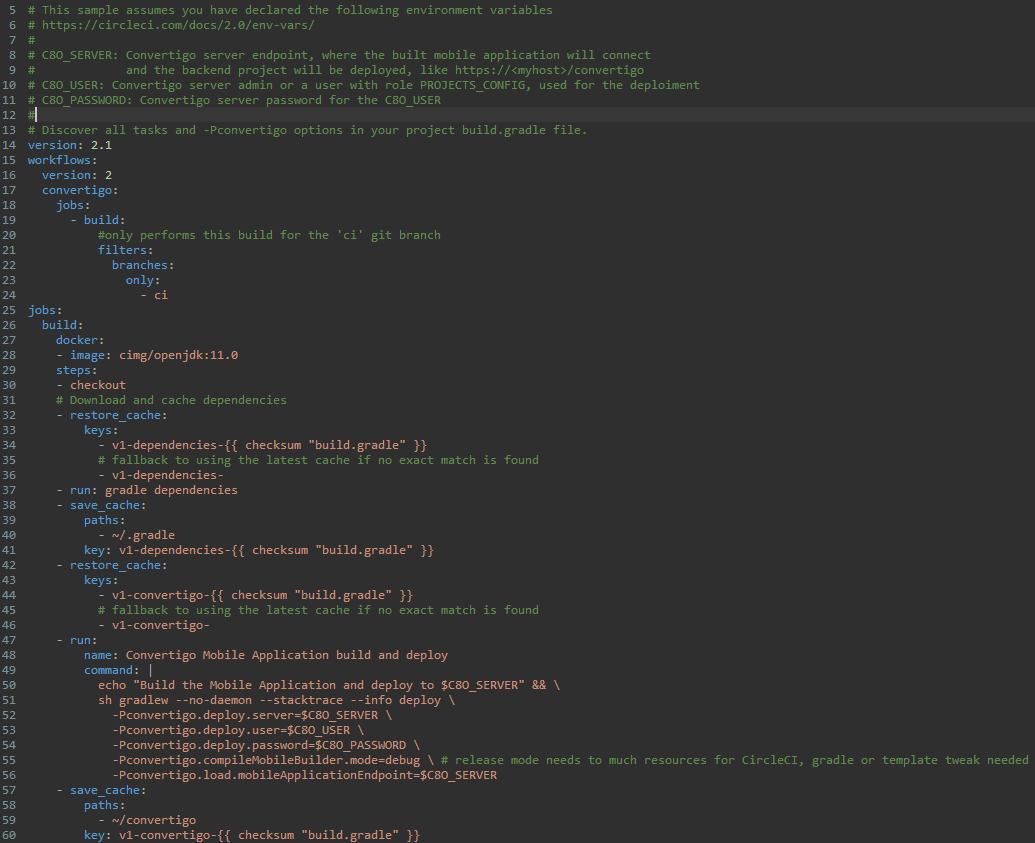 5 # This sample assumes you have declared the following environment variables
6 # https://circleci.com/docs/2.0/env-vars/
7 #
8 # C8O_SERVER: Convertigo server endpoint, where the built mobile application will connect
9 #             and the backend project will be deployed, like https://<myhost>/convertigo
10 # C8O_USER: Convertigo server admin or a user with role PROJECTS_CONFIG, used for the deploiment
11 # C8O_PASSWORD: Convertigo server password for the C8O_USER
12 #
13 # Discover all tasks and -Pconvertigo options in your project build.gradle file.
14 version: 2.1
15 workflows:
16   version: 2
17   convertigo:
18     jobs:
19       - build:
20           #only performs this build for the 'ci' git branch
21           filters:
22             branches:
23               only:
24                 - ci
25 jobs:
26   build:
27     docker:
28     - image: cimg/openjdk:11.0
29     steps:
30     - checkout
31     # Download and cache dependencies
32     - restore_cache:
33         keys:
34           - v1-dependencies-{{ checksum "build.gradle" }}
35           # fallback to using the latest cache if no exact match is found
36           - v1-dependencies-
37     - run: gradle dependencies
38     - save_cache:
39         paths:
40           - ~/.gradle
41         key: v1-dependencies-{{ checksum "build.gradle" }}
42     - restore_cache:
43         keys:
44           - v1-convertigo-{{ checksum "build.gradle" }}
45           # fallback to using the latest cache if no exact match is found
46           - v1-convertigo-
47     - run:
48         name: Convertigo Mobile Application build and deploy
49         command: |
50           echo "Build the Mobile Application and deploy to $C8O_SERVER" && \
51           sh gradlew --no-daemon --stacktrace --info deploy \
52             -Pconvertigo.deploy.server=$C8O_SERVER \
53             -Pconvertigo.deploy.user=$C8O_USER \
54             -Pconvertigo.deploy.password=$C8O_PASSWORD \
55             -Pconvertigo.compileMobileBuilder.mode=debug \ # release mode needs to much resources for CircleCI, gradle or template tweak needed
56             -Pconvertigo.load.mobileApplicationEndpoint=$C8O_SERVER
57     - save_cache:
58         paths:
59           - ~/convertigo
60         key: v1-convertigo-{{ checksum "build.gradle" }}